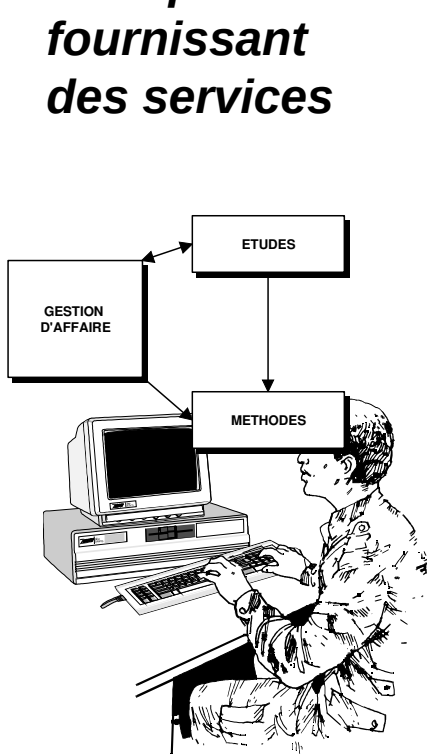 fournissant
des services
ETUDES
GESTION
D'AFFAIRE
METHODES